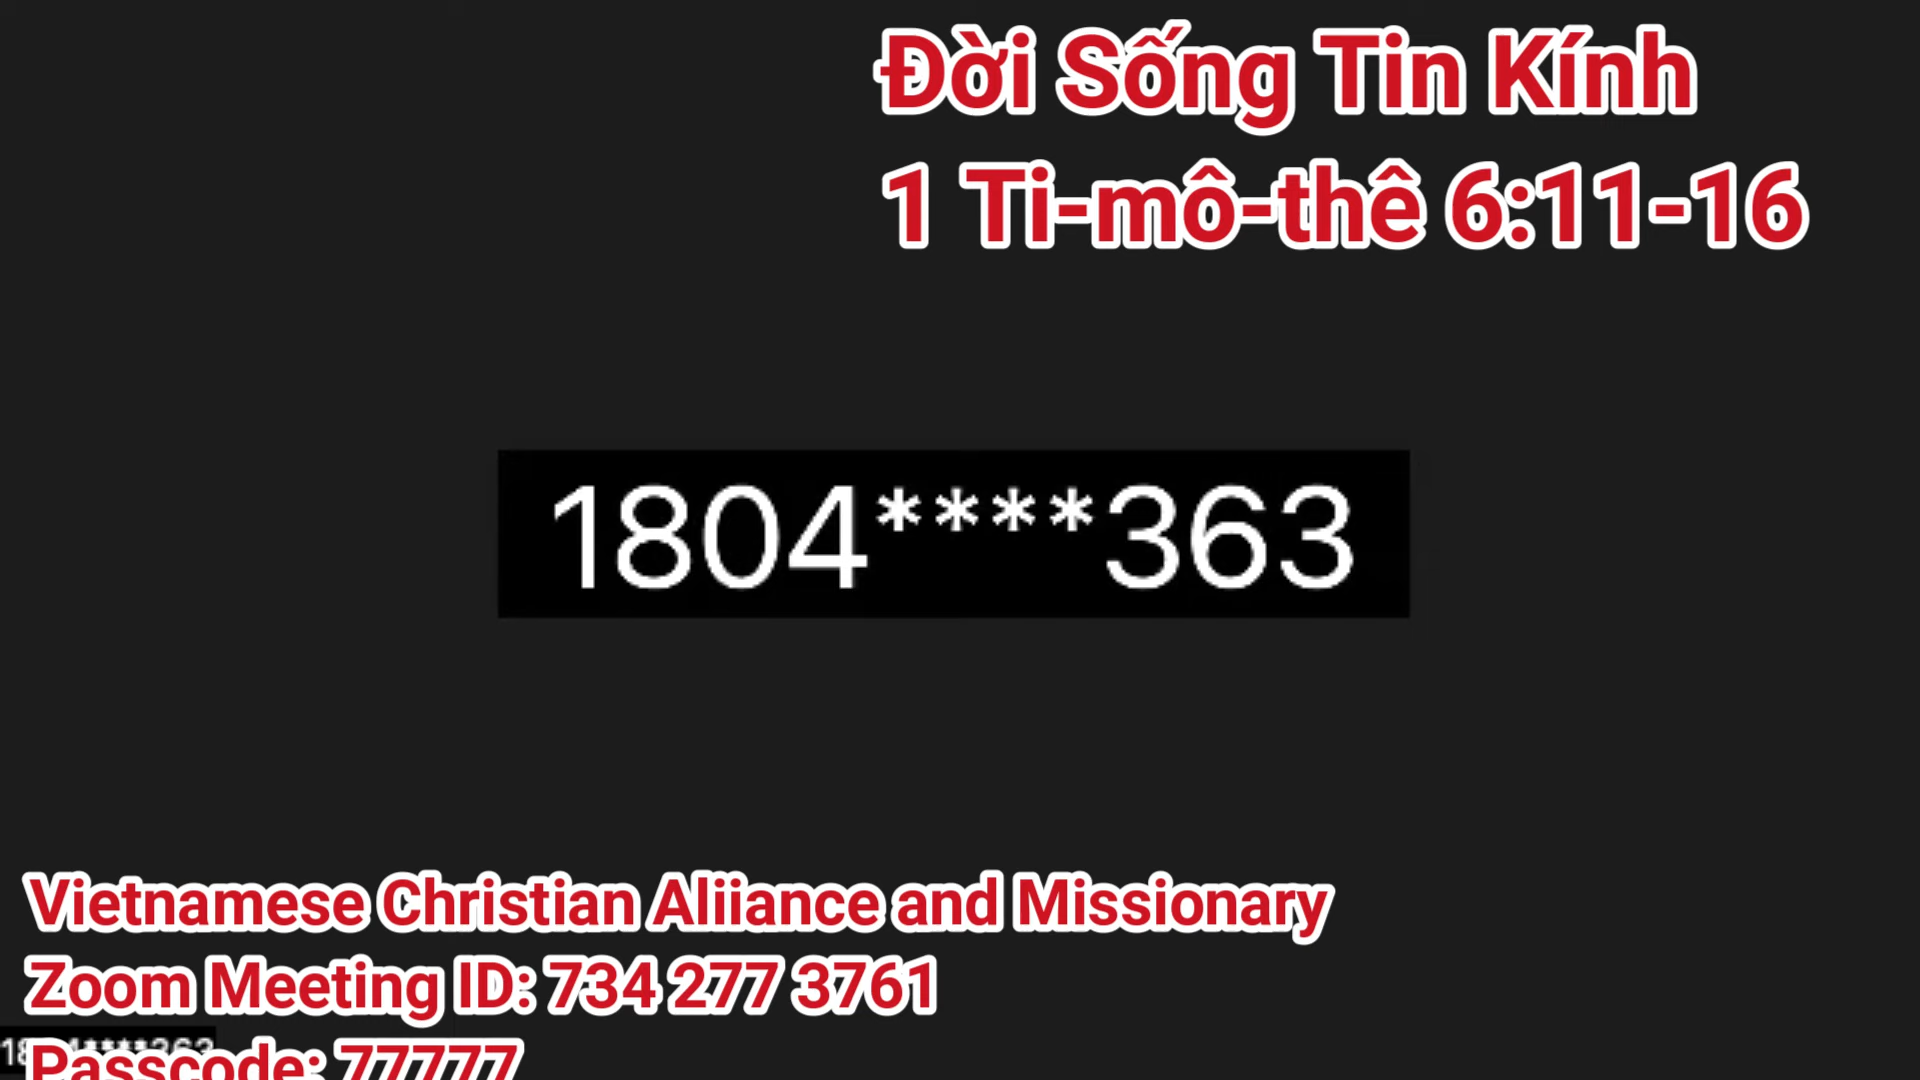 Đời Sống Tin Kính
1 Ti-mô-thê 6:11-16
1804****363
Vietnamese Christian Aliiance and Missionary
Zoom Meeting ID: 734 277 3761
Passcode: 77777